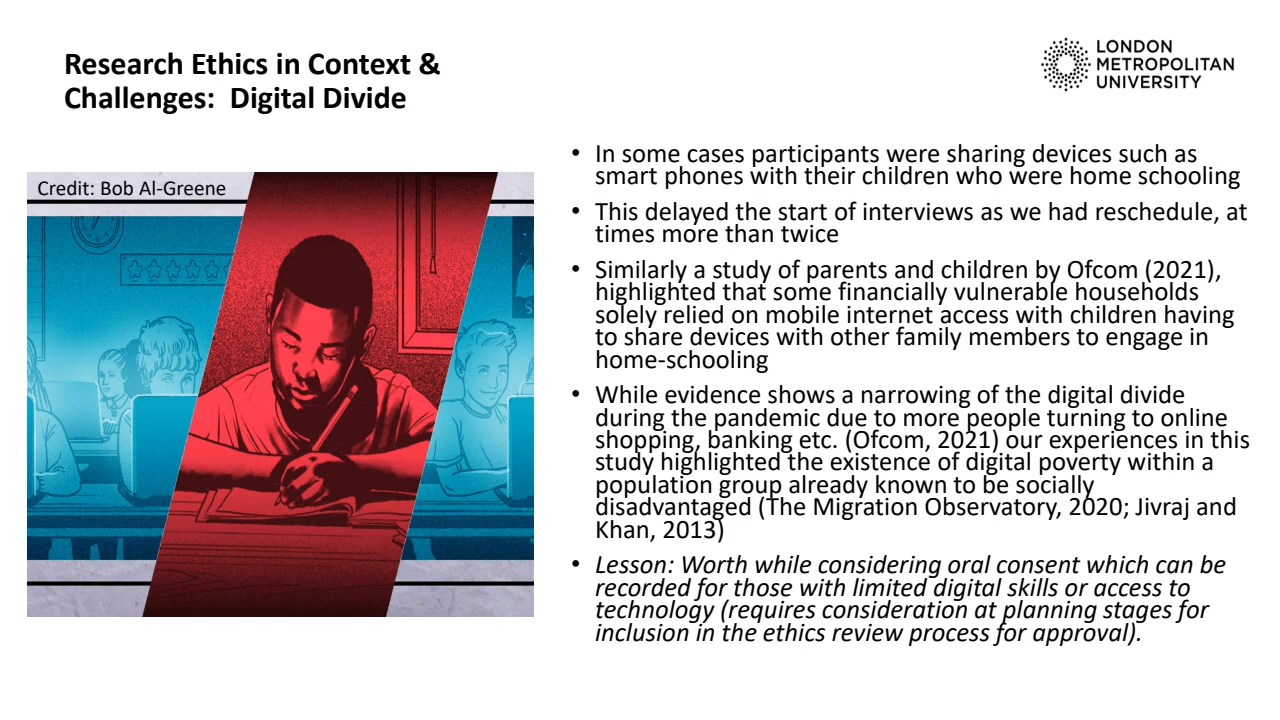 Research Ethics in Context &
Challenges:  Digital Divide
LONDON
METROPOLITAN
UNIVERSITY
Credit: Bob Al-Greene
• In some cases participants were sharing devices such as
smart phones with their children who were home schooling
• This delayed the start of interviews as we had reschedule, at
times more than twice
• Similarly a study of parents and children by Ofcom (2021),
highlighted that some financially vulnerable households
solely relied on mobile internet access with children having
to share devices with other family members to engage in
home-schooling
• While evidence shows a narrowing of the digital divide
during the pandemic due to more people turning to online
shopping, banking etc. (Ofcom, 2021) our experiences in this
study highlighted the existence of digital poverty within a
population group already known to be socially
disadvantaged (The Migration Observatory, 2020; Jivraj and
Khan, 2013)
• Lesson: Worth while considering oral consent which can be
recorded for those with limited digital skills or access to
technology (requires consideration at planning stages for
inclusion in the ethics review process for approval).